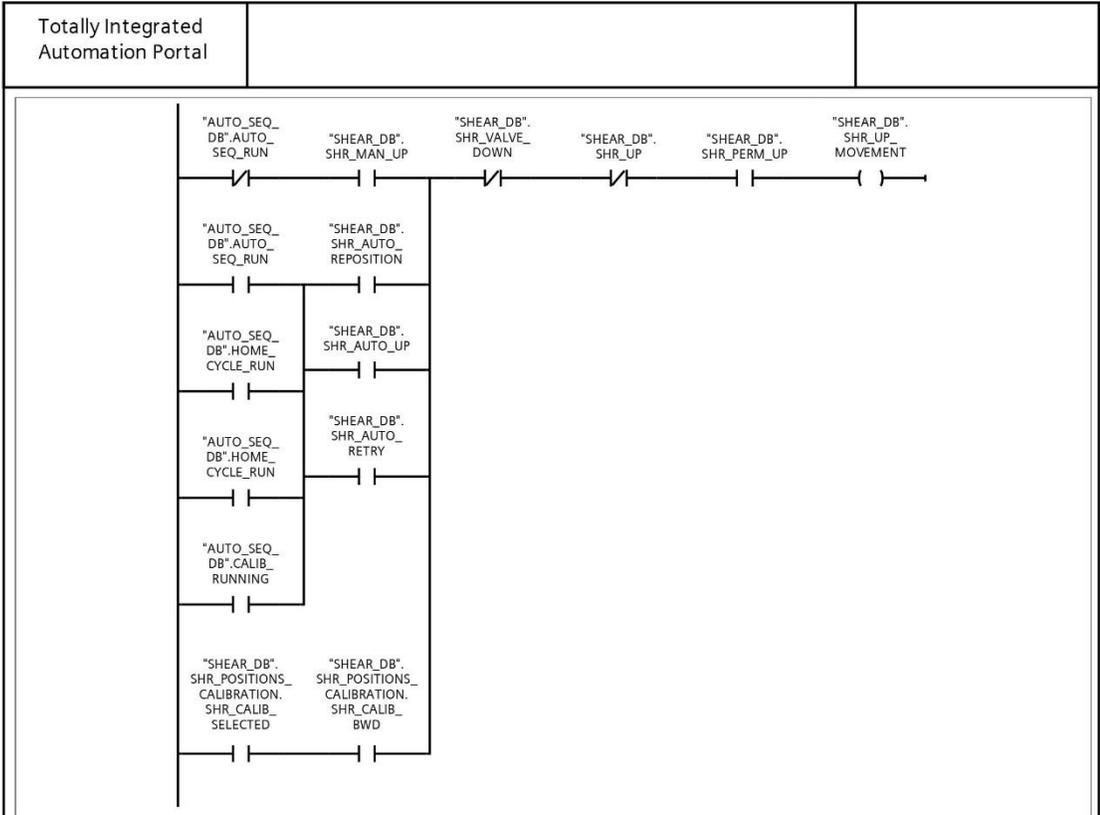 Totally Integrated
Automation Portal
"AUTO_SEQ_
DB".AUTO_
SEQ_RUN
"SHEAR_DB".
SHR_MAN_UP
"SHEAR_DB".
SHR_VALVE_
DOWN
"SHEAR_DB".
SHR_UP
"SHEAR_DB".
SHR_PERM_UP
"SHEAR_DB".
SHR_UP_
MOVEMENT
"AUTO_SEQ_
DB".AUTO_
SEQ_RUN
"SHEAR_DB".
SHR_AUTO_
REPOSITION
"AUTO_SEQ_
DB".HOME_
CYCLE_RUN
"SHEAR_DB".
SHR_AUTO_UP
"AUTO_SEQ_
DB".HOME_
CYCLE_RUN
"SHEAR_DB".
SHR_AUTO_
RETRY
"AUTO_SEQ_
DB".CALIB_
RUNNING
"SHEAR_DB".
SHR_POSITIONS_
CALIBRATION.
SHR_CALIB_
SELECTED
"SHEAR_DB".
SHR_POSITIONS_
CALIBRATION.
SHR_CALIB_
BWD